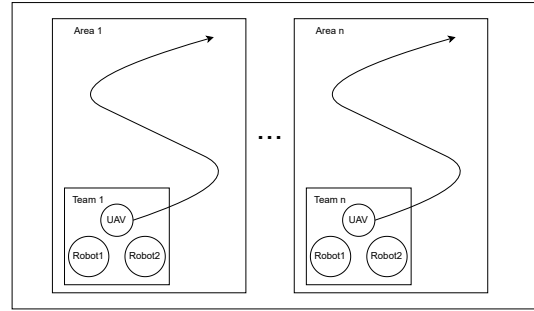 Area 1
Area n
...
Team 1
UAV
Robot1
Robot2
Team n
UAV
Robot1
Robot2